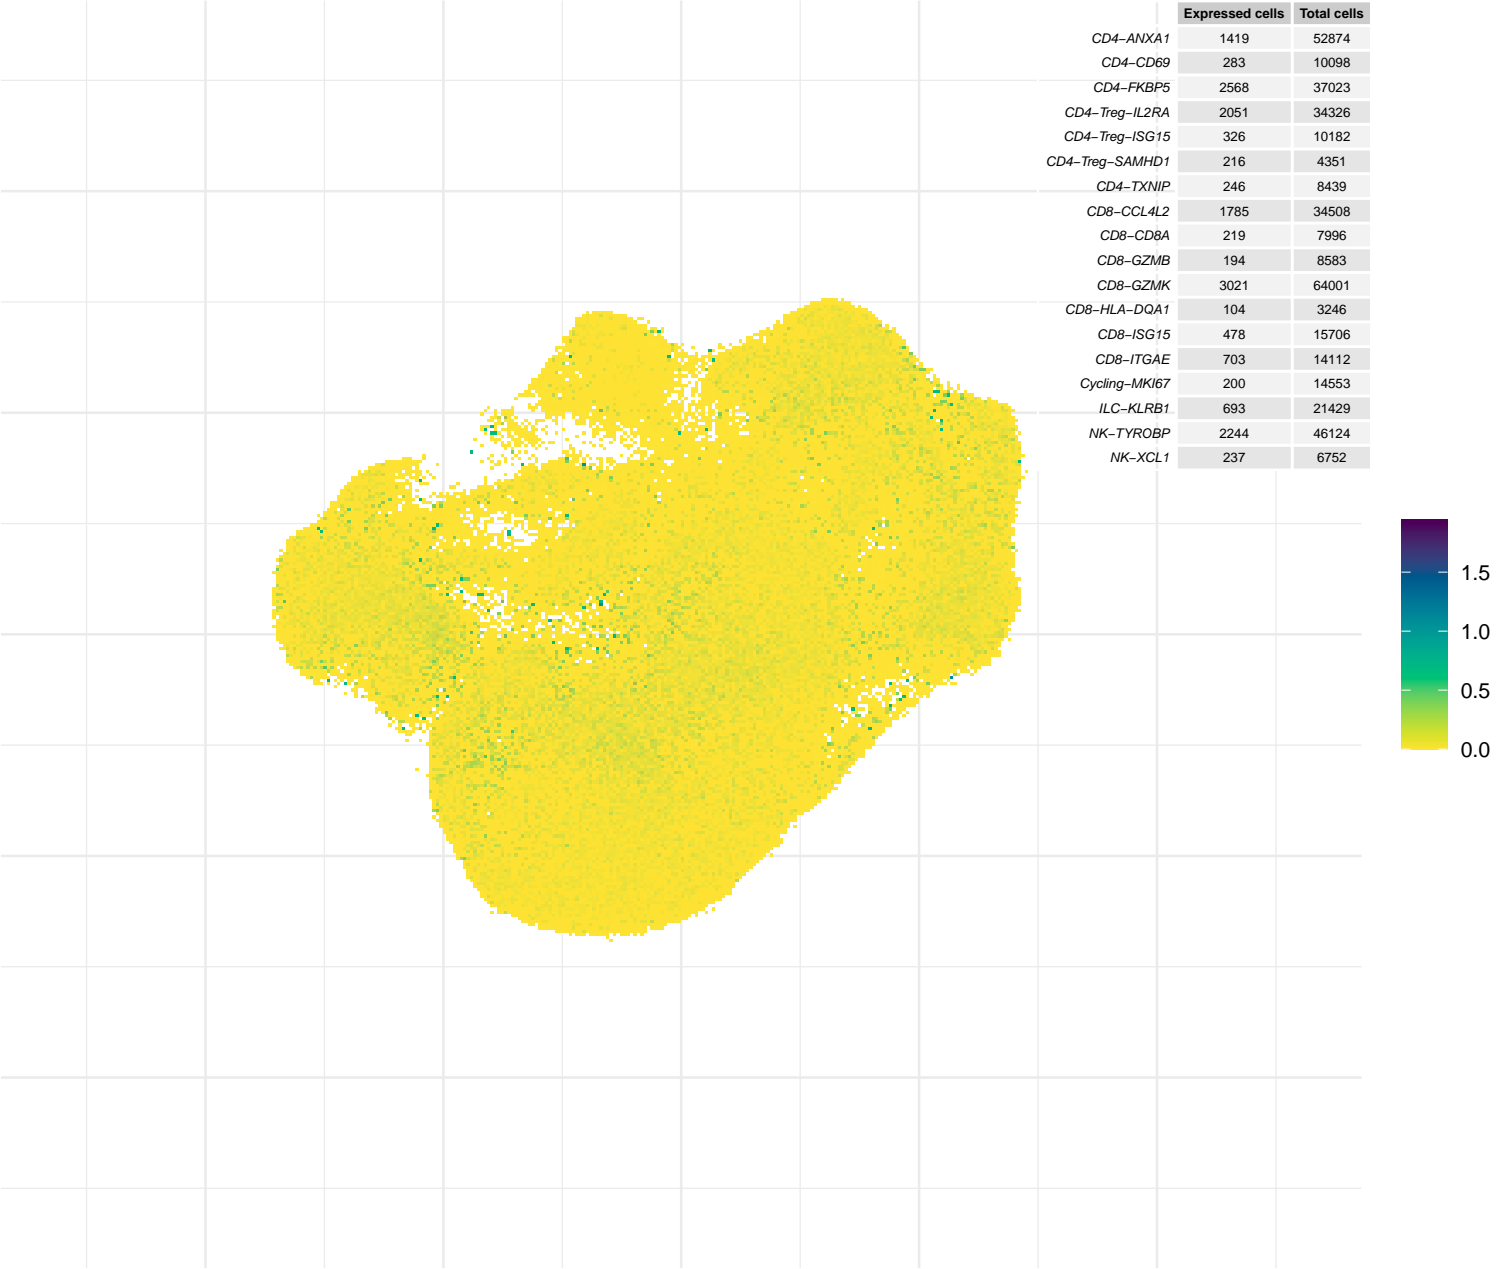 Expressed cells Total cells
CD4−ANXA1 1419 52874
CD4−CD69 283 10098
CD4−FKBP5 2568 37023
CD4−Treg−IL2RA 2051 34326
CD4−Treg−ISG15 326 10182
CD4−Treg−SAMHD1 216 4351
CD4−TXNIP 246 8439
CD8−CCL4L2 1785 34508
CD8−CD8A 219 7996
CD8−GZMB 194 8583
CD8−GZMK 3021 64001
CD8−HLA−DQA1 104 3246
CD8−ISG15 478 15706
CD8−ITGAE 703 14112
Cycling−MKI67 200 14553
ILC−KLRB1 693 21429
NK−TYROBP 2244 46124
NK−XCL1 237 6752
1.5
1.0
0.5
0.0